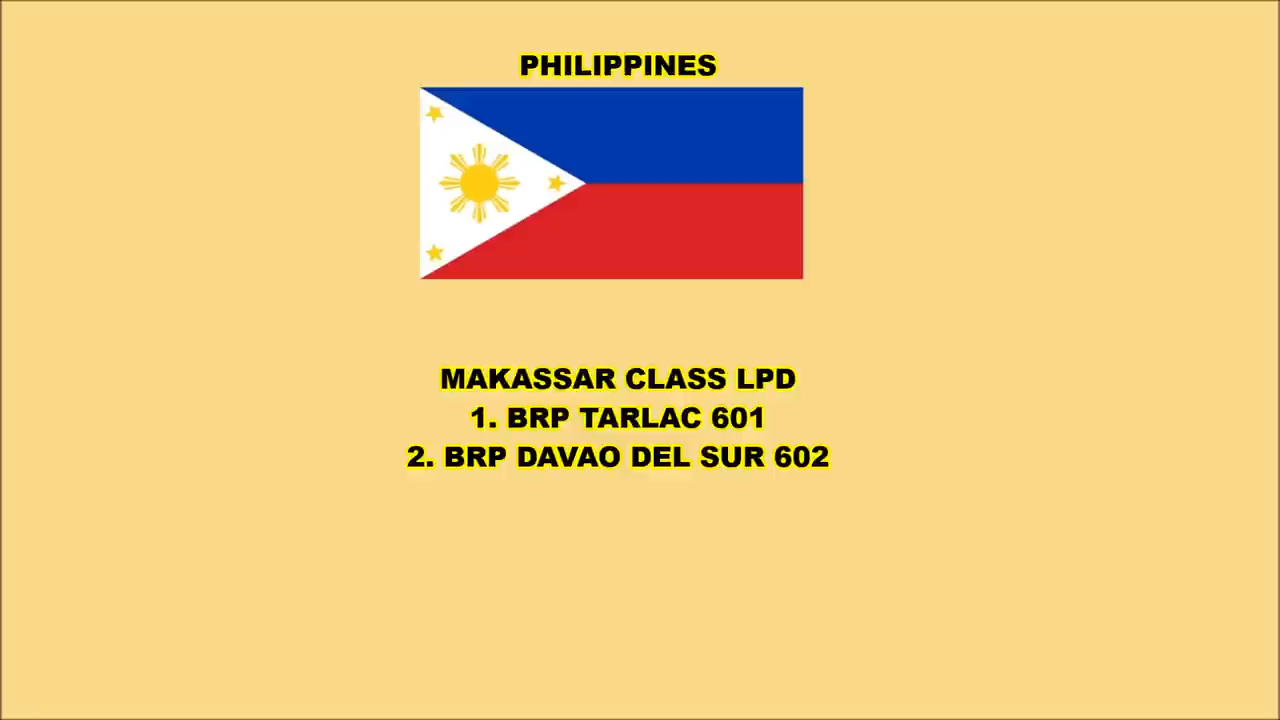 PHILIPPINES
MAKASSAR CLASS LPD
1. BRP TARLAC 601
2. BRP DAVAO DEL SUR 602